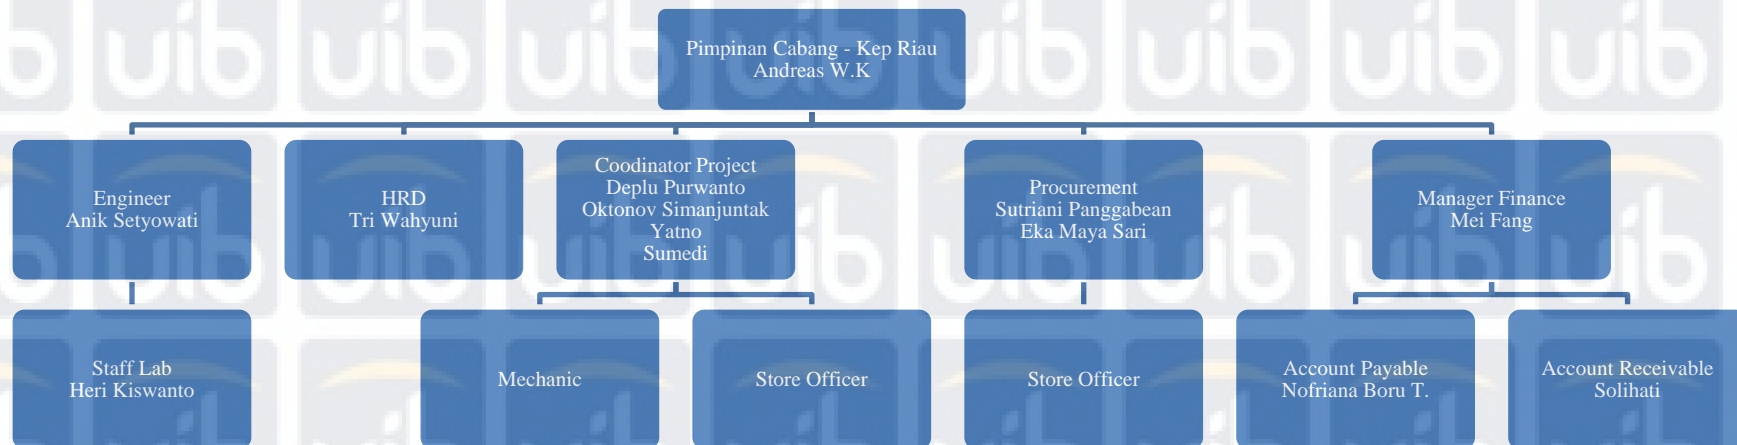 Pimpinan Cabang - Kep Riau
Andreas W.K
Engineer
Anik Setyowati
HRD
Tri Wahyuni
Coodinator Project
Deplu Purwanto
Oktonov Simanjuntak
Yatno
Sumedi
Procurement
Sutriani Panggabean
Eka Maya Sari
Manager Finance
Mei Fang
Staff Lab
Heri Kiswanto
Mechanic
Store Officer
Store Officer
Account Payable
Nofriana Boru T.
Account Receivable
Solihati
uib